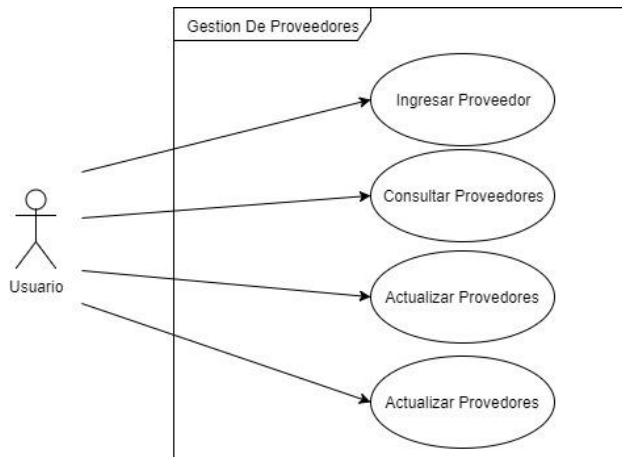 Gestion De Proveedores
Ingresar Proveedor
Consultar Proveedores
Usuario
Actualizar Provedores
Actualizar Provedores